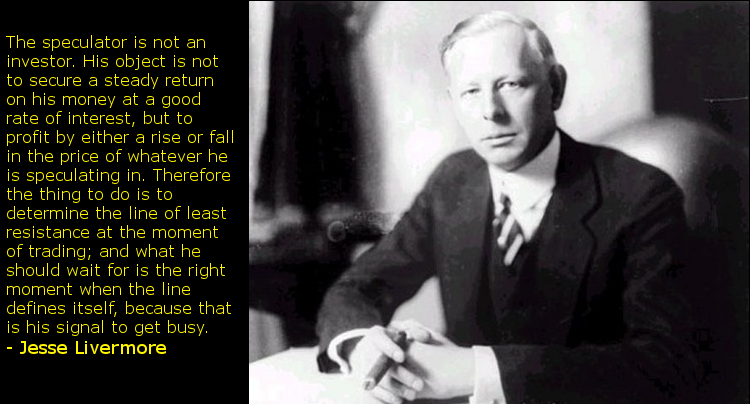 The speculator is not an
investor. His object is not
to secure a steady return
on his money at a good
rate of interest, but to
profit by either a rise or fall
in the price of whatever he
is speculating in. Therefore
the thing to do is to
determine the line of least
resistance at the moment
of trading; and what he
should wait for is the right
moment when the line
defines itself, because that
is his signal to get busy.
- Jesse Livermore